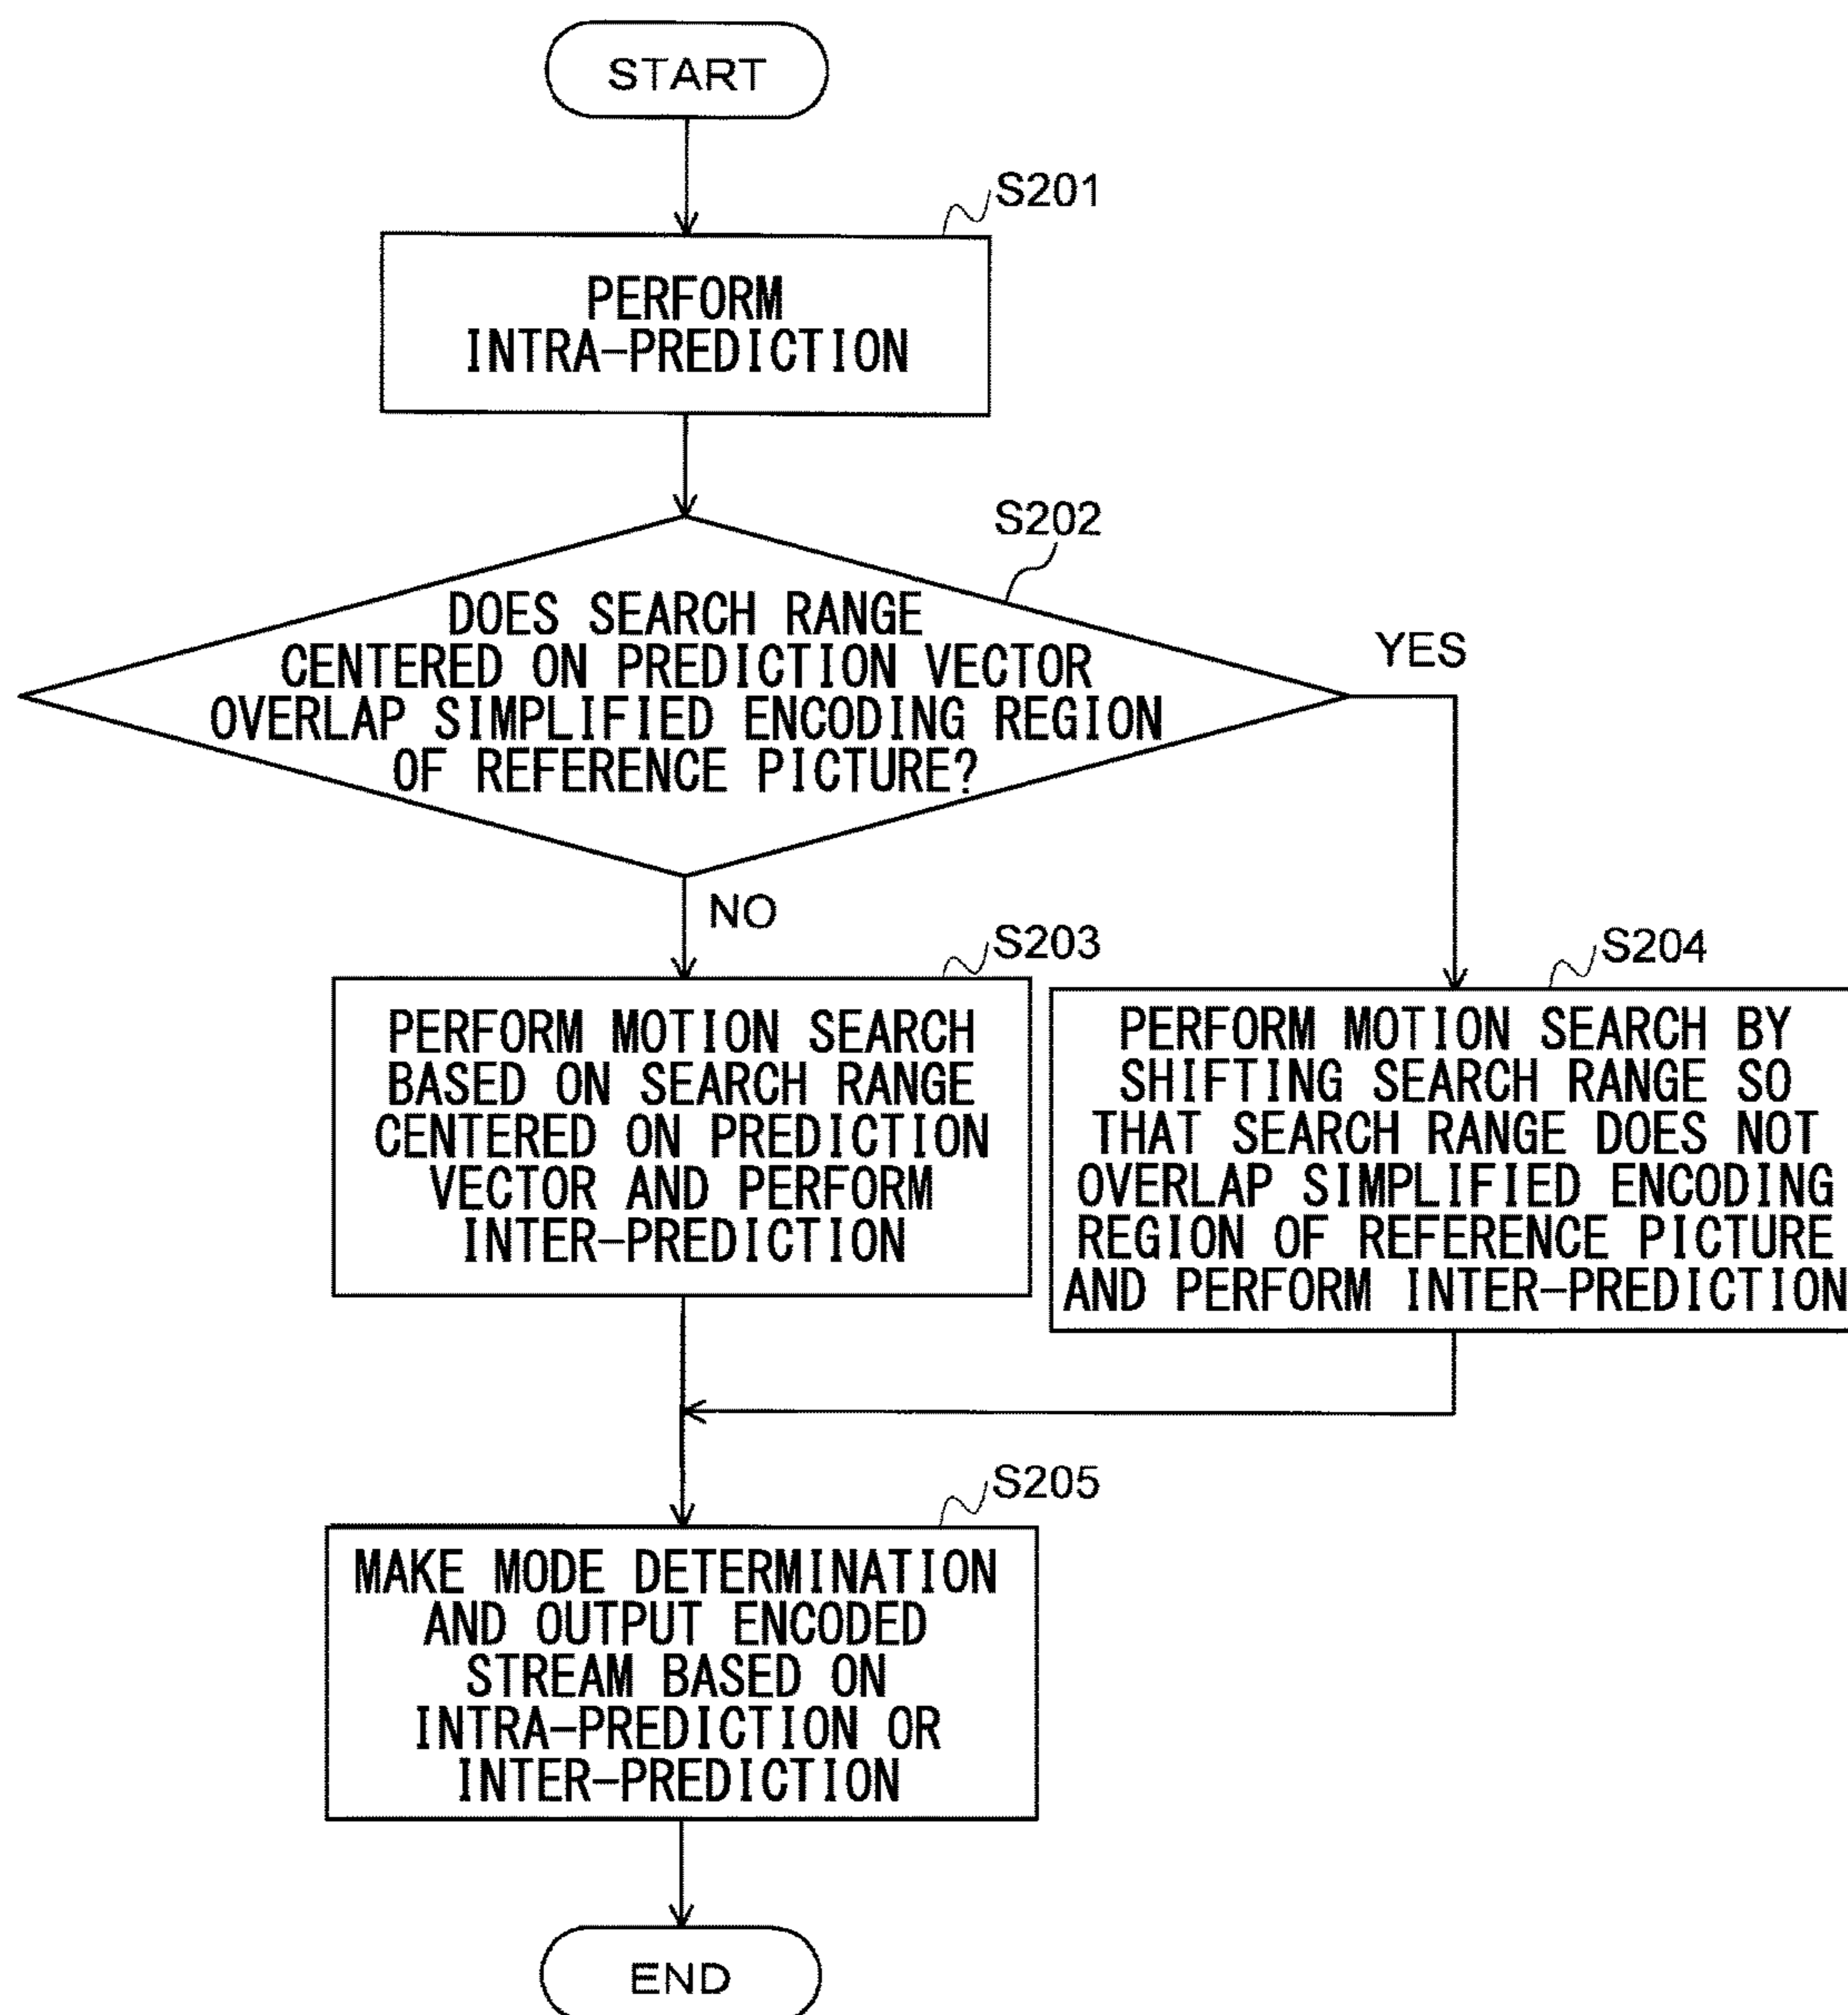 START
S201
PERFORM
INTRA-PREDICTION
S202
DOES SEARCH RANGE
CENTERED ON PREDICTION VECTOR
OVERLAP SIMPLIFIED ENCODING REGION
OF REFERENCE PICTURE?
YES
NO
S203
PERFORM MOTION SEARCH
BASED ON SEARCH RANGE
CENTERED ON PREDICTION
VECTOR AND PERFORM
INTER-PREDICTION
S204
PERFORM MOTION SEARCH BY
SHIFTING SEARCH RANGE SO
THAT SEARCH RANGE DOES NOT
OVERLAP SIMPLIFIED ENCODING
REGION OF REFERENCE PICTURE
AND PERFORM INTER-PREDICTION
S205
MAKE MODE DETERMINATION
AND OUTPUT ENCODED
STREAM BASED ON
INTRA-PREDICTION OR
INTER-PREDICTION
END